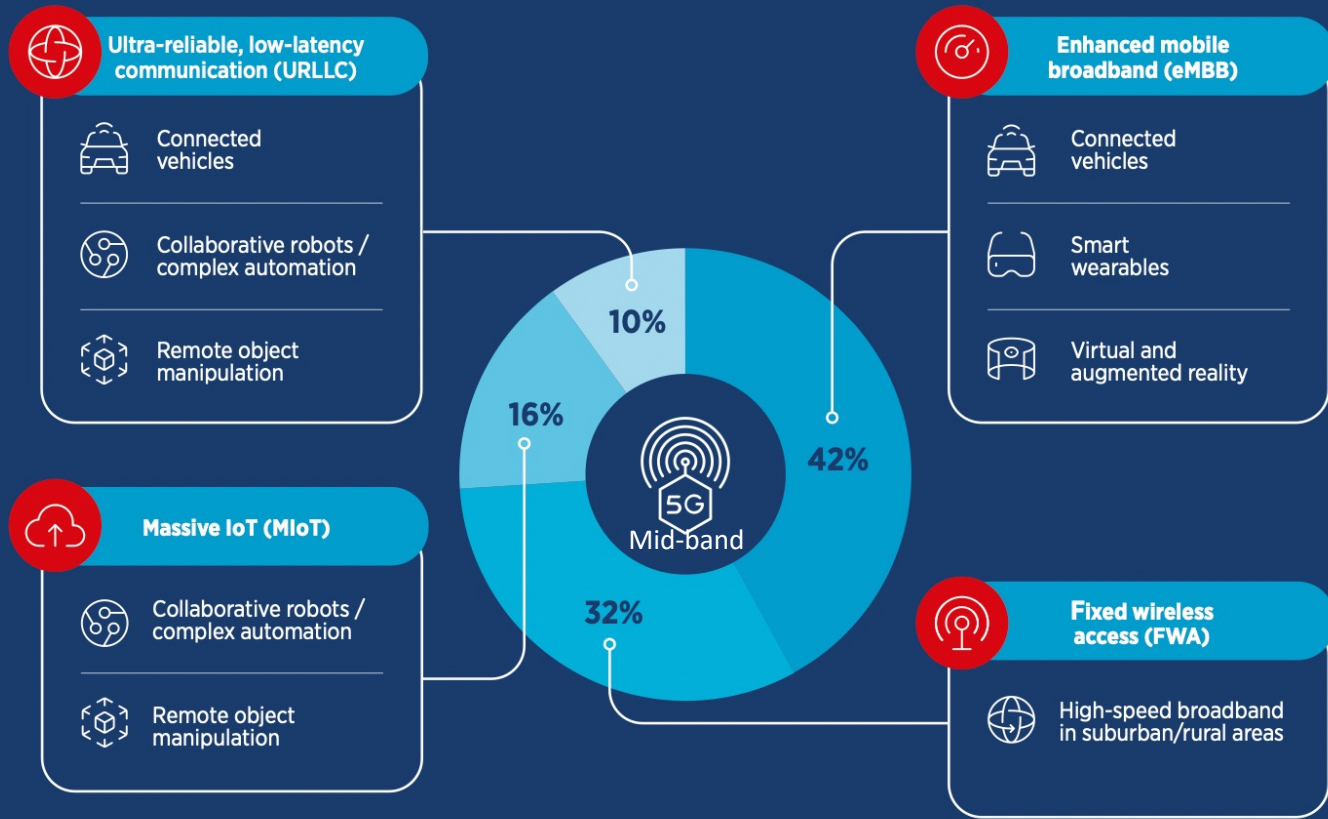 Ultra-reliable, low-latency
communication (URLLC)
Connected
vehicles
Collaborative robots /
complex automation
Remote object
manipulation
Massive IoT (MIoT)
Collaborative robots /
complex automation
Remote object
manipulation
10%
16%
42%
32%
5G
Mid-band
Enhanced mobile
broadband (eMBB)
Connected
vehicles
Smart
wearables
Virtual and
augmented reality
Fixed wireless
access (FWA)
High-speed broadband
in suburban/rural areas